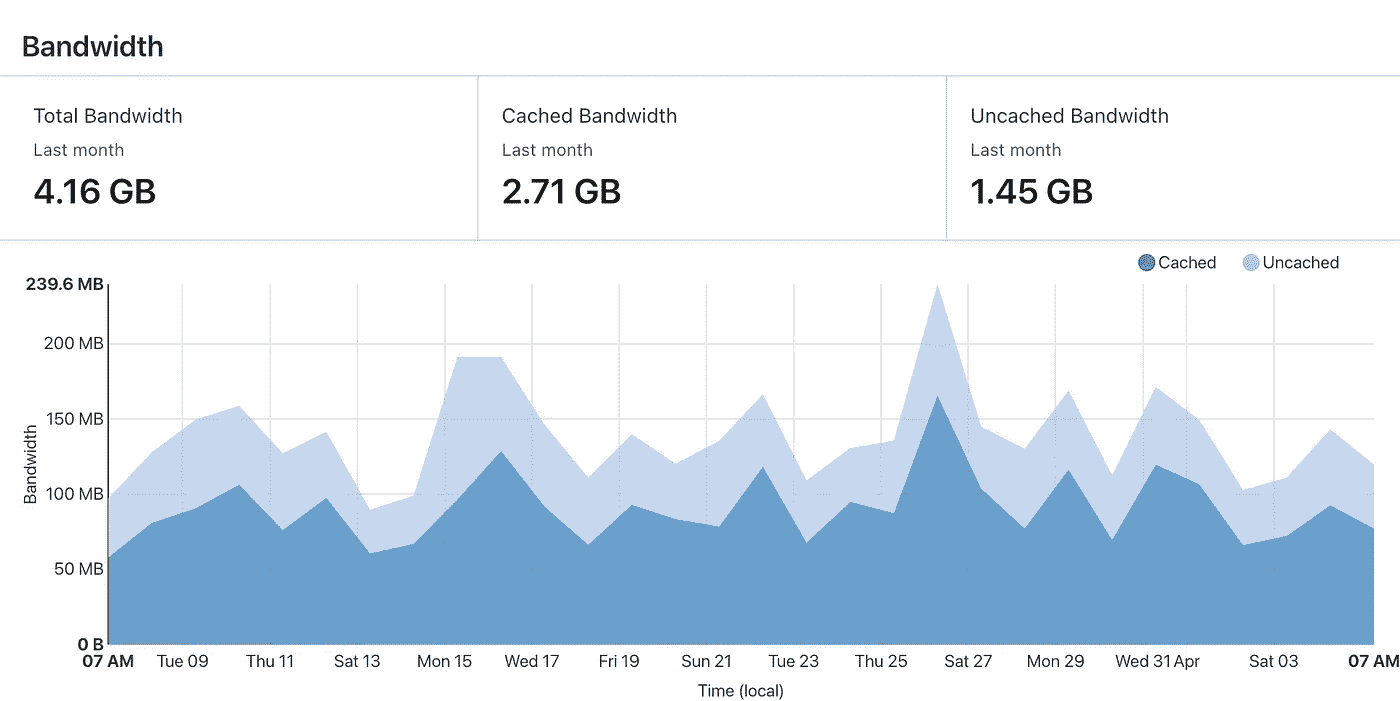 Bandwidth
Total Bandwidth
Last month
4.16 GB
Cached Bandwidth
Last month
2.71 GB
Uncached Bandwidth
Last month
1.45 GB
Cached Uncached
239.6 MB
200 MB
150 MB
100 MB
50 MB
0 B
Bandwidth
07 AM Tue 09 Thu 11 Sat 13 Mon 15 Wed 17 Fri 19 Sun 21 Tue 23 Thu 25 Sat 27 Mon 29 Wed 31 Apr Sat 03 07 AM
Time (local)